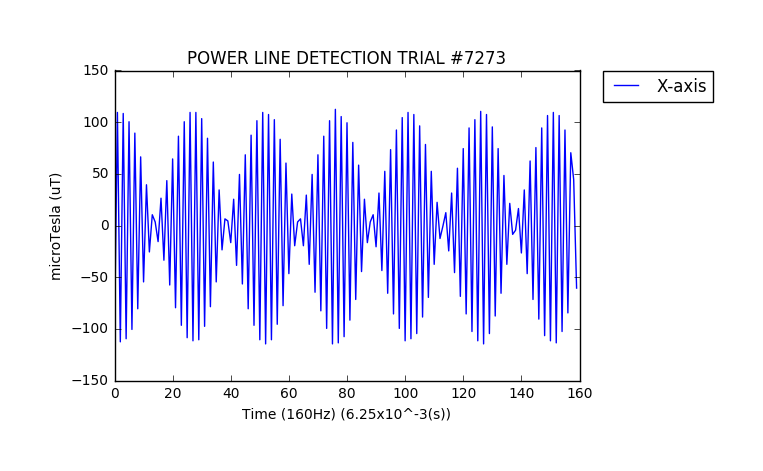 POWER LINE DETECTION TRIAL #7273
X-axis
150
100
50
0
−50
−100
−150
microTesla (uT)
0 20 40 60 80 100 120 140 160
Time (160Hz) (6.25x10^-3(s))